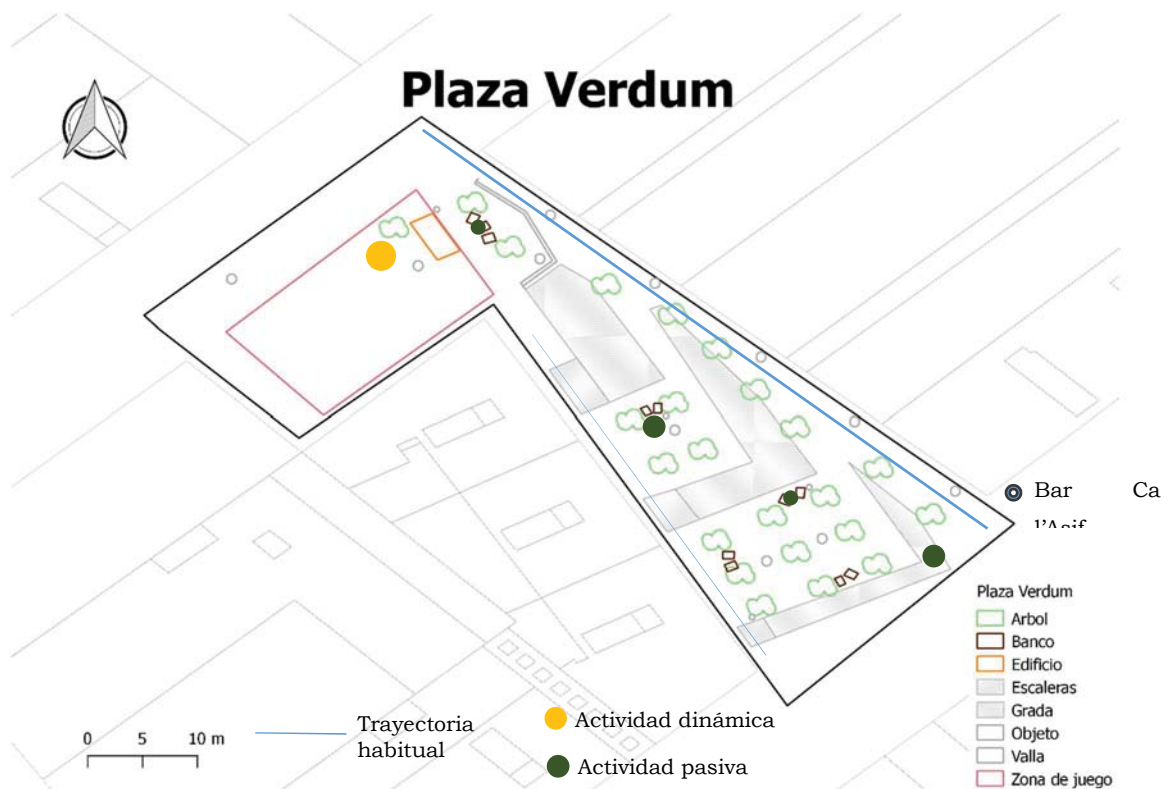 Plaza Verdum
Bar Ca
l'Asif
Plaza Verdum
Arbol
Banco
Edificio
Escaleras
Grada
Objeto
Valla
Zona de juego
0 5 10 m
Trayectoria
habitual
Actividad dinámica
Actividad pasiva